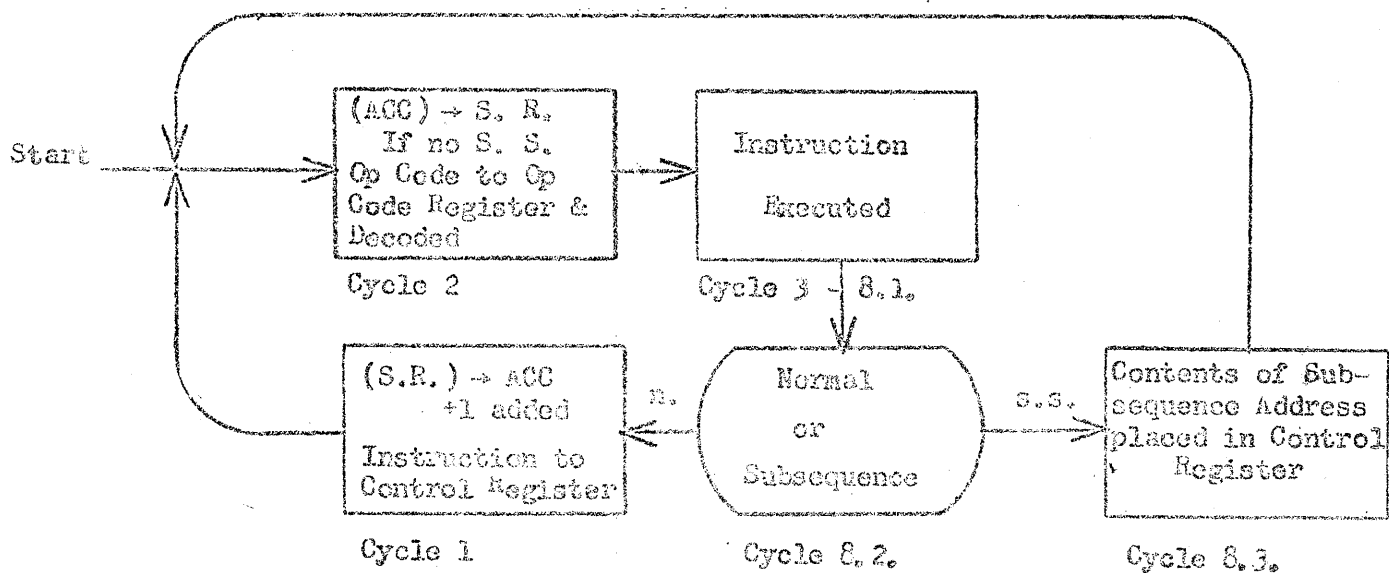 Start
(ACC) → S. R.
If no S. S.
Op Code to Op
Code Register &
Decoded
Cycle 2
Instruction
Executed
Cycle 3 - 8.1.
(S.R.) → ACC
+1 added
Instruction to
Control Register
Cycle 1
n.
Normal
or
Subsequence
Cycle 8.2.
s.s.
Contents of Sub-
sequence Address
placed in Control
Register
Cycle 8.3.